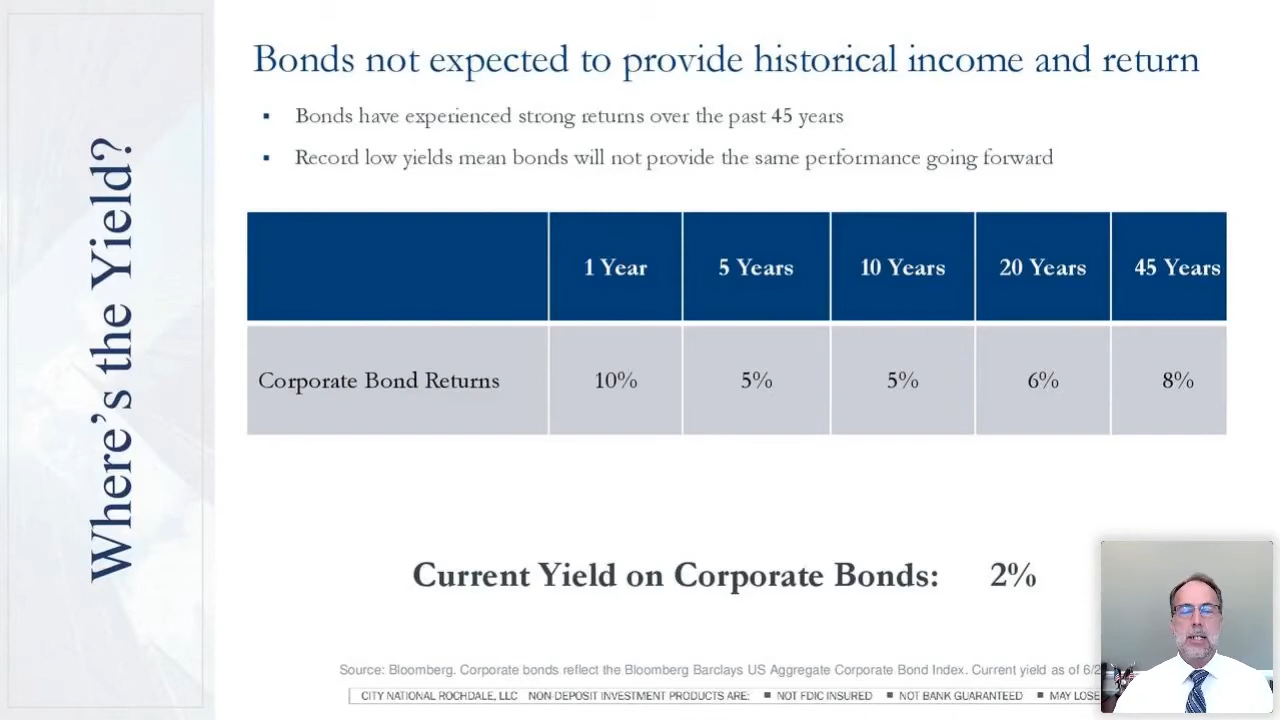 Where's the Yield?
Bonds not expected to provide historical income and return
▪ Bonds have experienced strong returns over the past 45 years
▪ Record low yields mean bonds will not provide the same performance going forward
1 Year 5 Years 10 Years 20 Years 45 Years
Corporate Bond Returns 10% 5% 5% 6% 8%
Current Yield on Corporate Bonds: 2%
Source: Bloomberg. Corporate bonds reflect the Bloomberg Barclays US Aggregate Corporate Bond Index. Current yield as of
CITY NATIONAL ROCHDALE, LLC NON-DEPOSIT INVESTMENT PRODUCTS ARE: ■ NOT FDIC INSURED ■ NOT BANK GUARANTEED ■ MAY LOSE